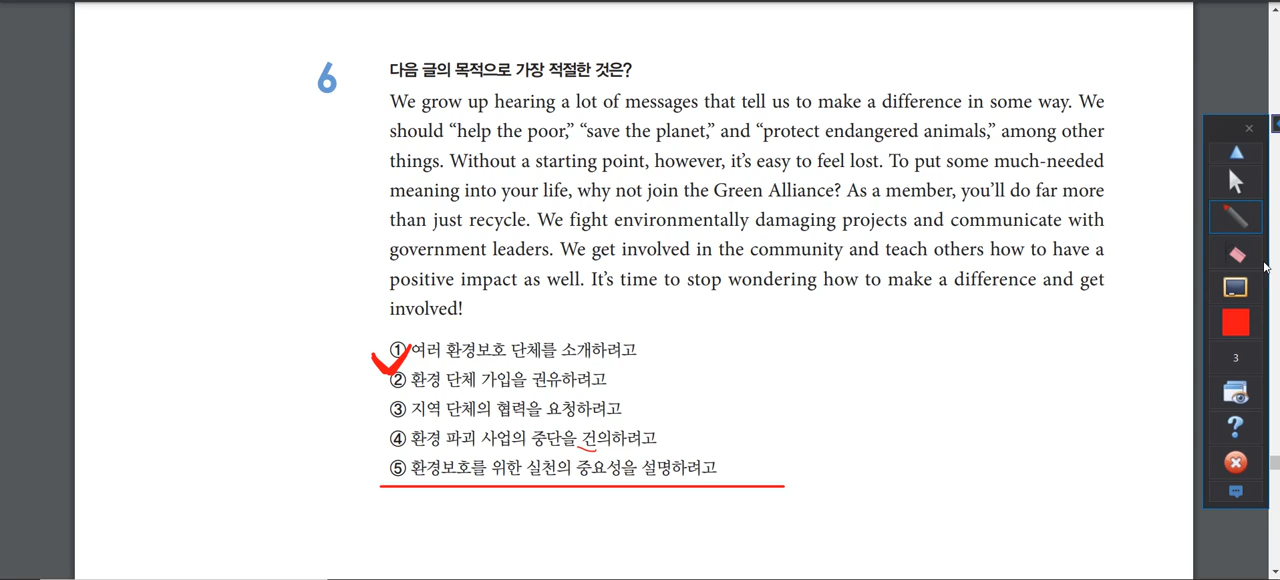 6
다음 글의 목적으로 가장 적절한 것은?
We grow up hearing a lot of messages that tell us to make a difference in some way. We
should “help the poor,” “save the planet,” and “protect endangered animals,” among other
things. Without a starting point, however, it’s easy to feel lost. To put some much-needed
meaning into your life, why not join the Green Alliance? As a member, you’ll do far more
than just recycle. We fight environmentally damaging projects and communicate with
government leaders. We get involved in the community and teach others how to have a
positive impact as well. It’s time to stop wondering how to make a difference and get
involved!
① 여러 환경보호 단체를 소개하려고
② 환경 단체 가입을 권유하려고
③ 지역 단체의 협력을 요청하려고
④ 환경 파괴 사업의 중단을 건의하려고
⑤ 환경보호를 위한 실천의 중요성을 설명하려고
3